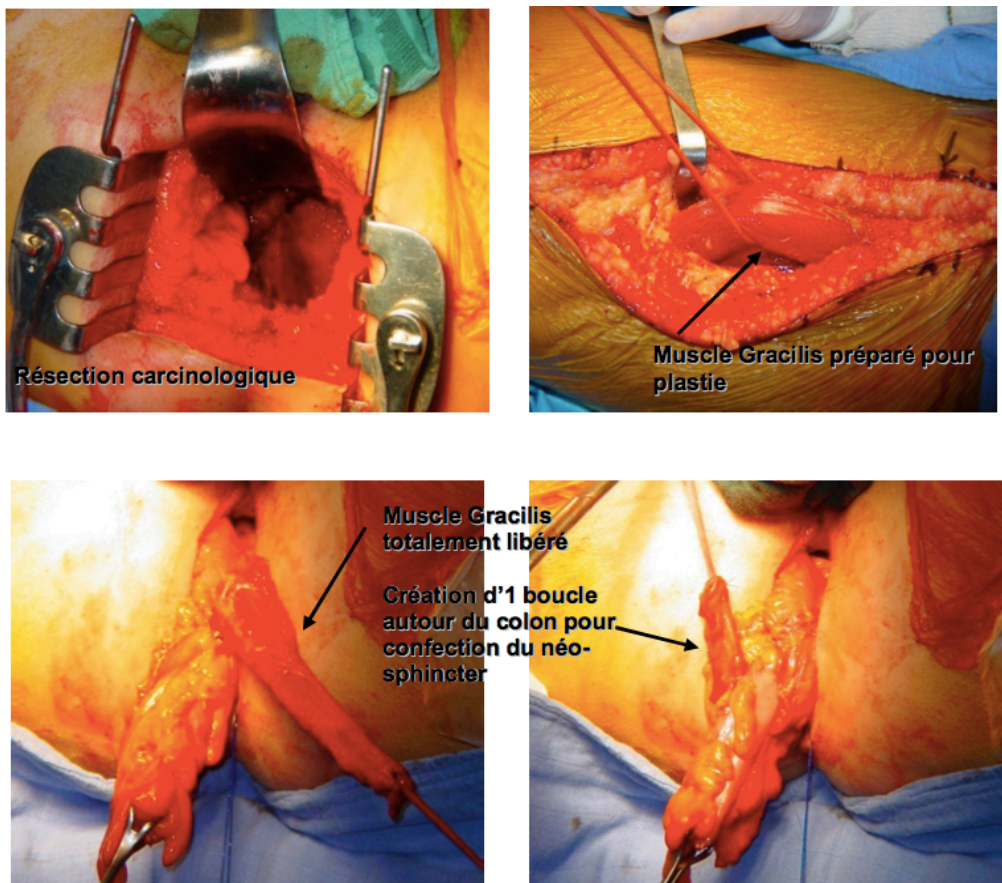 Résection carcinologique
Muscle Gracilis préparé pour
plastie
Muscle Gracilis
totalement libéré
Création d'1 boucle
autour du colon pour
confection du néo-
sphincter